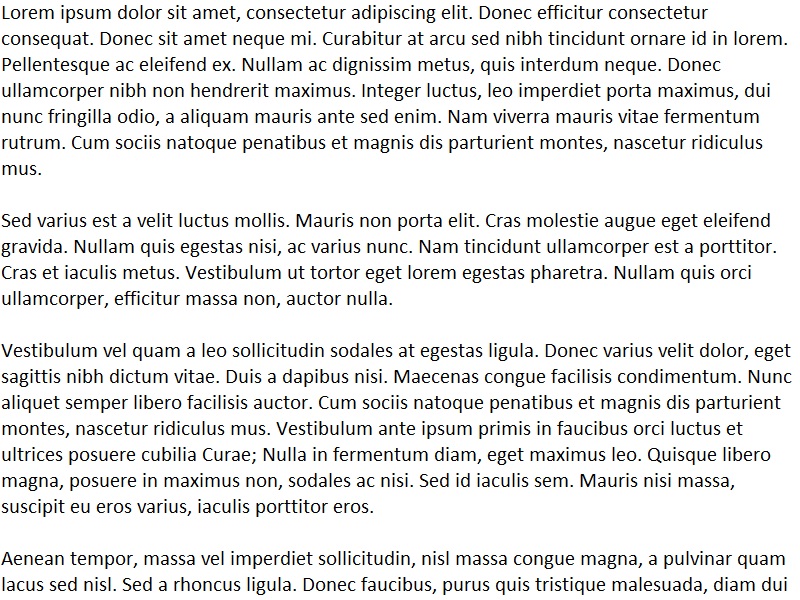 Lorem ipsum dolor sit amet, consectetur adipiscing elit. Donec efficitur consectetur
consequat. Donec sit amet neque mi. Curabitur at arcu sed nibh tincidunt ornare id in lorem.
Pellentesque ac eleifend ex. Nullam ac dignissim metus, quis interdum neque. Donec
ullamcorper nibh non hendrerit maximus. Integer luctus, leo imperdiet porta maximus, dui
nunc fringilla odio, a aliquam mauris ante sed enim. Nam viverra mauris vitae fermentum
rutrum. Cum sociis natoque penatibus et magnis dis parturient montes, nascetur ridiculus
mus.

Sed varius est a velit luctus mollis. Mauris non porta elit. Cras molestie augue eget eleifend
gravida. Nullam quis egestas nisi, ac varius nunc. Nam tincidunt ullamcorper est a porttitor.
Cras et iaculis metus. Vestibulum ut tortor eget lorem egestas pharetra. Nullam quis orci
ullamcorper, efficitur massa non, auctor nulla.

Vestibulum vel quam a leo sollicitudin sodales at egestas ligula. Donec varius velit dolor, eget
sagittis nibh dictum vitae. Duis a dapibus nisi. Maecenas congue facilisis condimentum. Nunc
aliquet semper libero facilisis auctor. Cum sociis natoque penatibus et magnis dis parturient
montes, nascetur ridiculus mus. Vestibulum ante ipsum primis in faucibus orci luctus et
ultrices posuere cubilia Curae; Nulla in fermentum diam, eget maximus leo. Quisque libero
magna, posuere in maximus non, sodales ac nisi. Sed id iaculis sem. Mauris nisi massa,
suscipit eu eros varius, iaculis porttitor eros.

Aenean tempor, massa vel imperdiet sollicitudin, nisl massa congue magna, a pulvinar quam
lacus sed nisl. Sed a rhoncus ligula. Donec faucibus, purus quis tristique malesuada, diam dui